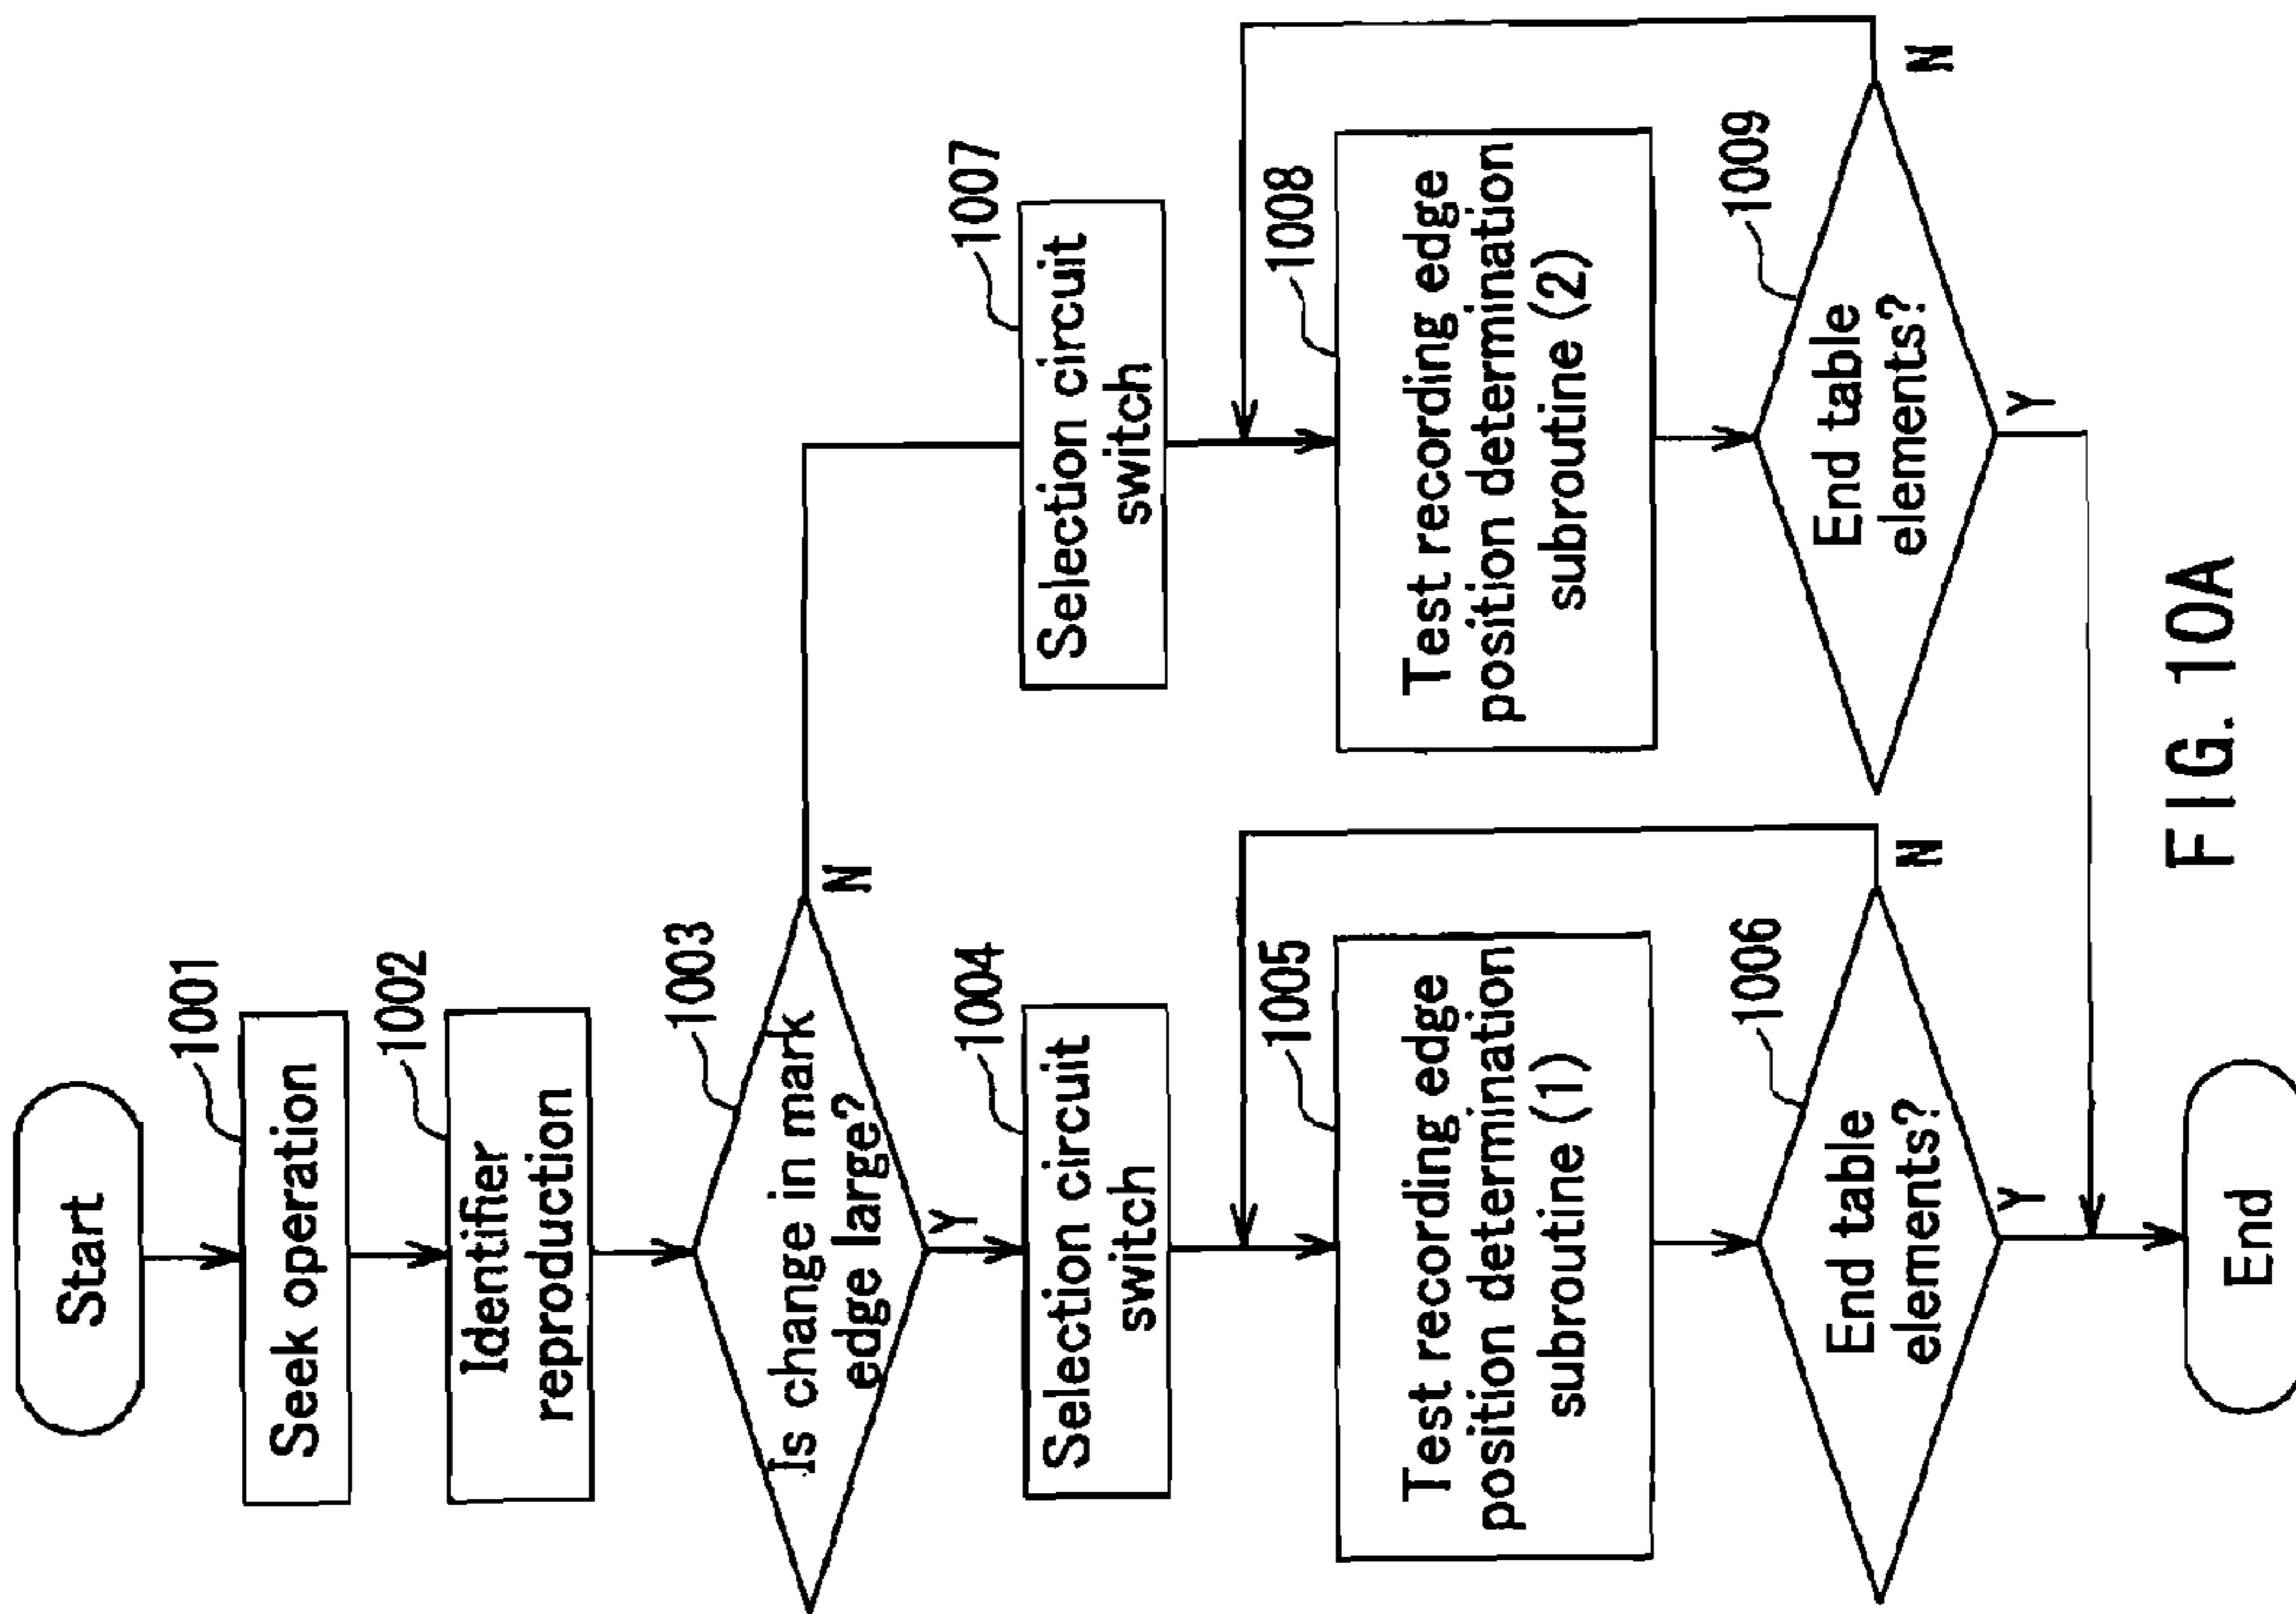 Start
1001
Seek operation
1002
Identifier
reproduction
1003
Is change in mark
edge large?
N
Y
1004
Selection circuit
switch
1005
Test recording edge
position determination
subroutine (1)
1006
End table
elements?
N
Y
1007
Selection circuit
switch
1008
Test recording edge
position determination
subroutine (2)
1009
End table
elements?
N
Y
End
FIG. 10A